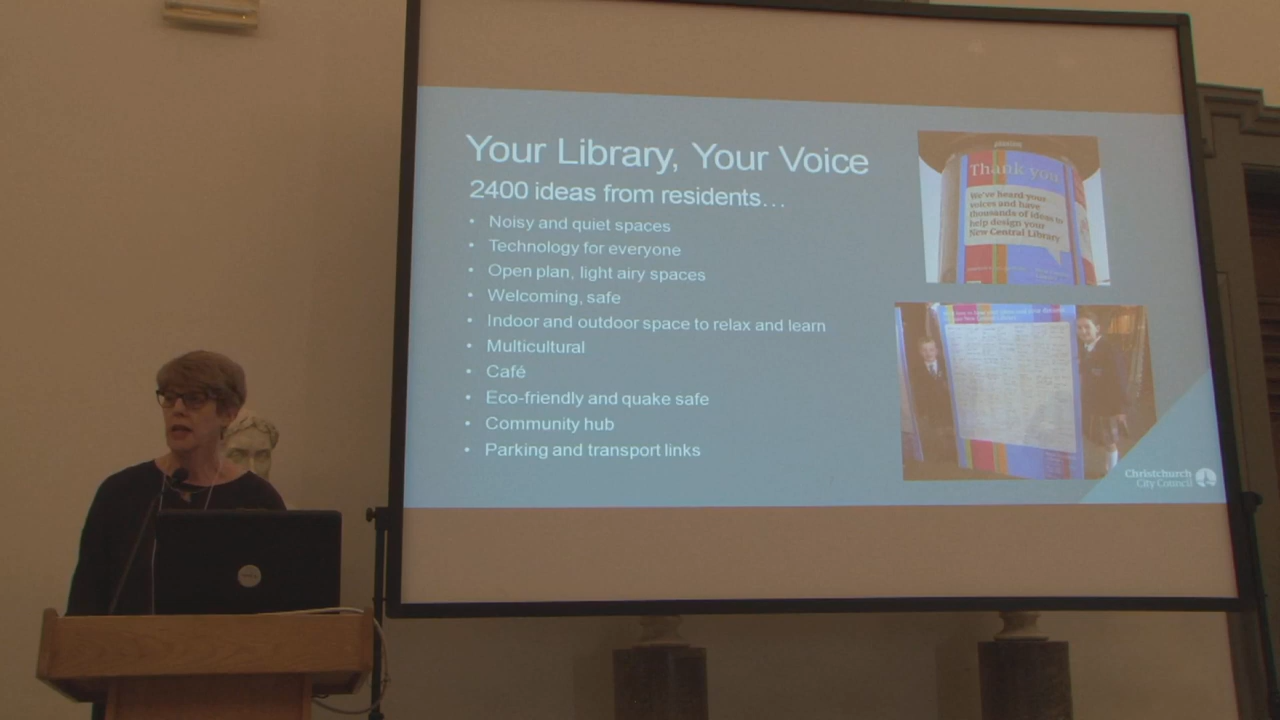 Your Library, Your Voice
2400 ideas from residents…
• Noisy and quiet spaces
• Technology for everyone
• Open plan, light airy spaces
• Welcoming, safe
• Indoor and outdoor space to relax and learn
• Multicultural
• Café
• Eco-friendly and quake safe
• Community hub
• Parking and transport links
Thank you
We've heard your
voices and have
thousands of ideas to
help design your
New Central Library
Christchurch
City Council